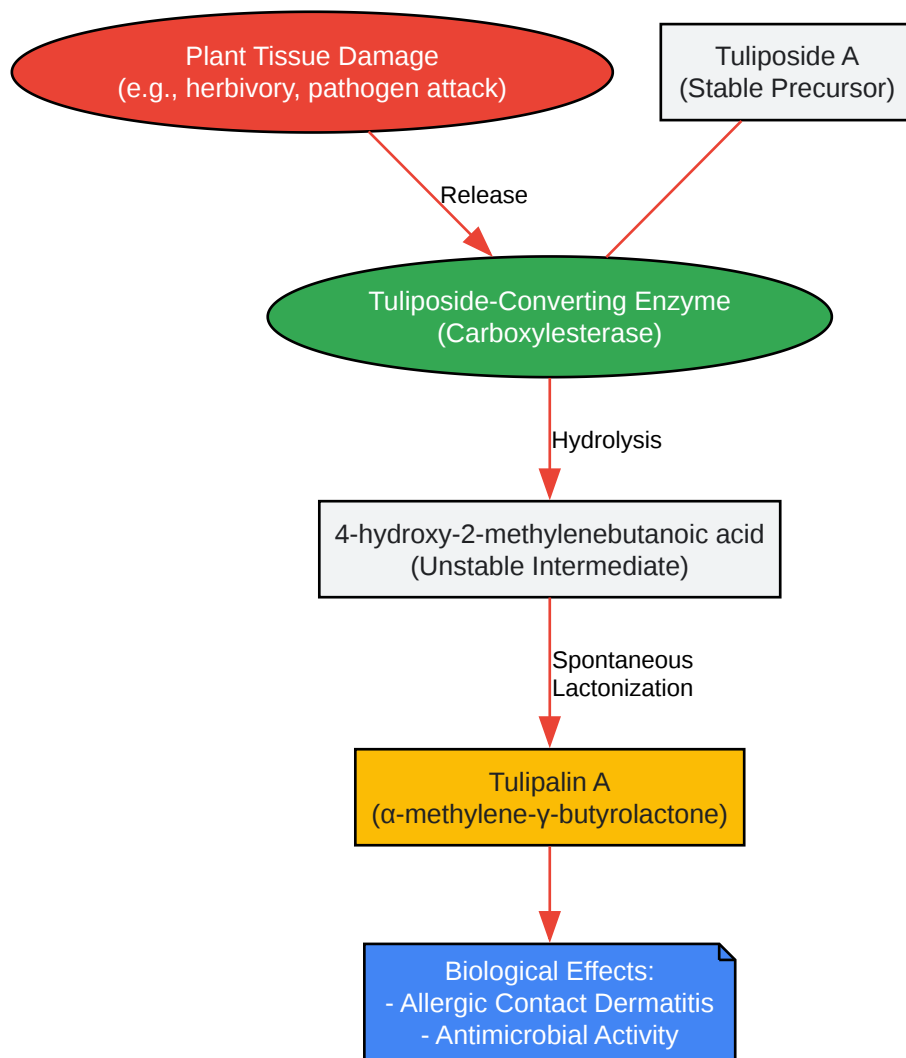 Plant Tissue Damage
(e.g., herbivory, pathogen attack)
Tuliposide A
(Stable Precursor)
Release
Tuliposide-Converting Enzyme
(Carboxylesterase)
Hydrolysis
4-hydroxy-2-methylenebutanoic acid
(Unstable Intermediate)
Spontaneous
Lactonization
Tulipalin A
(α-methylene-γ-butyrolactone)
Biological Effects:
- Allergic Contact Dermatitis
- Antimicrobial Activity